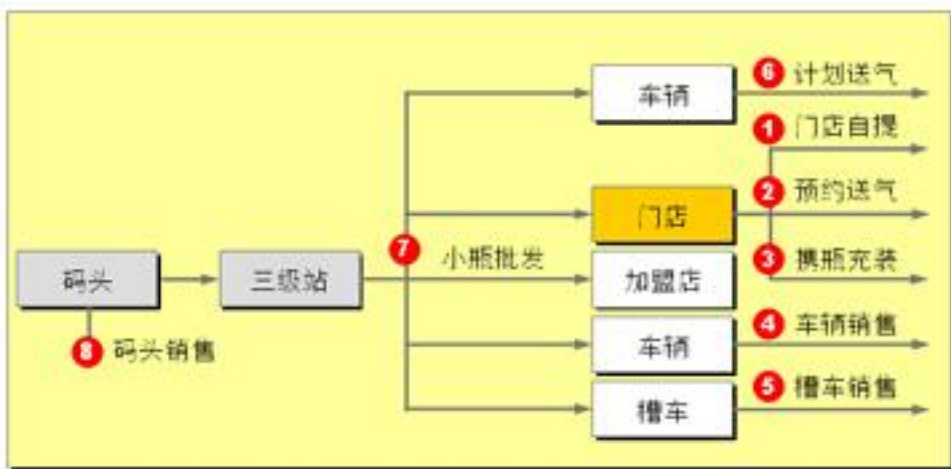 车辆
6 计划送气
1 门店自提
门店
2 预约送气
7 小瓶批发
3 携瓶充装
码头
三级站
加盟店
8 码头销售
车辆
4 车辆销售
槽车
5 槽车销售